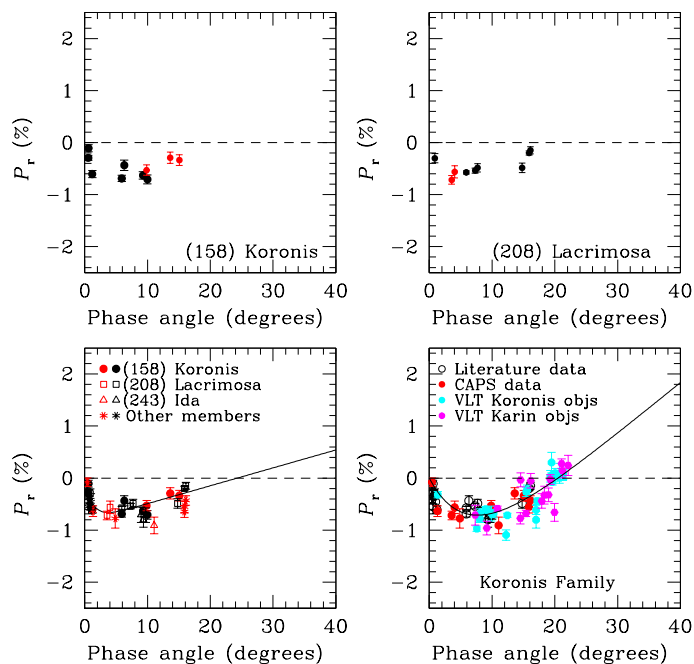 2
1
0
−1
−2
P_r (%)
(158) Koronis
0 10 20 30 40
Phase angle (degrees)
2
1
0
−1
−2
P_r (%)
(208) Lacrimosa
0 10 20 30 40
Phase angle (degrees)
2
1
0
−1
−2
P_r (%)
(158) Koronis
(208) Lacrimosa
(243) Ida
Other members
0 10 20 30 40
Phase angle (degrees)
2
1
0
−1
−2
P_r (%)
Literature data
CAPS data
VLT Koronis objs
VLT Karin objs
Koronis Family
0 10 20 30 40
Phase angle (degrees)